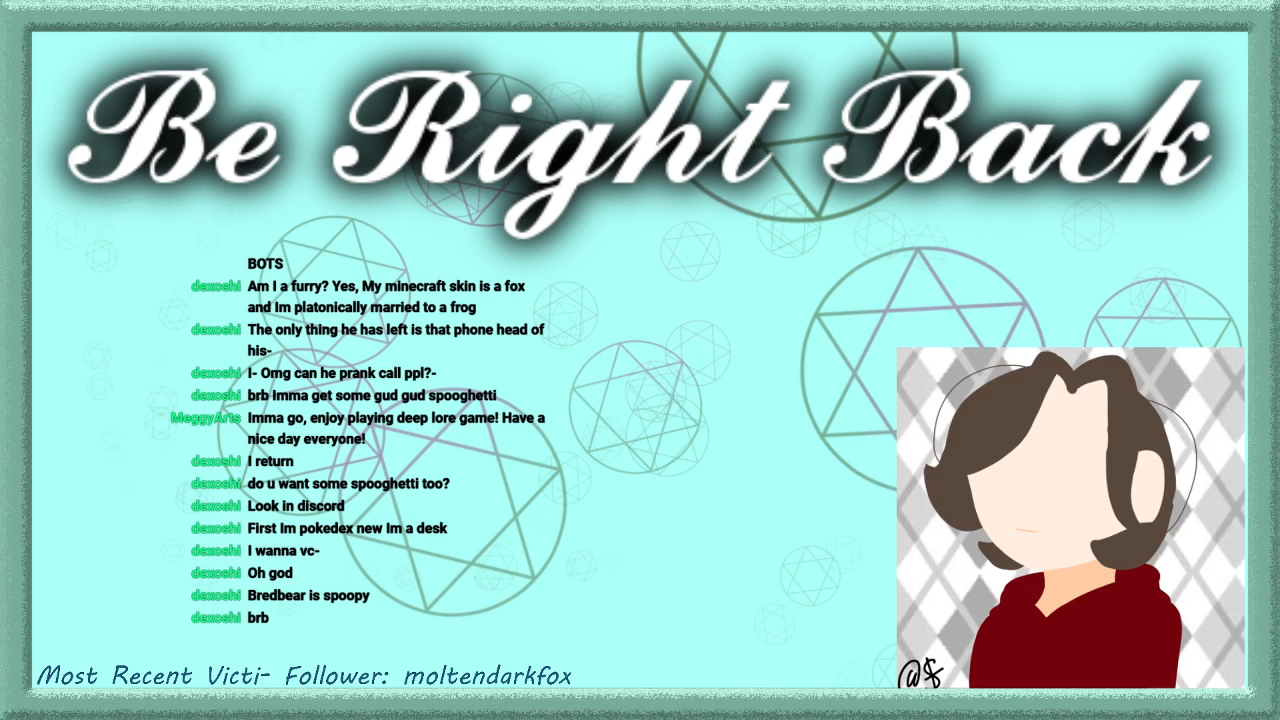 Be Right Back
BOTS
dexoshi Am I a furry? Yes, My minecraft skin is a fox
and Im platonically married to a frog
dexoshi The only thing he has left is that phone head of
his-
dexoshi I- Omg can he prank call ppl?-
dexoshi brb Imma get some gud gud spooghetti
MeggyArts Imma go, enjoy playing deep lore game! Have a
nice day everyone!
dexoshi I return
dexoshi do u want some spooghetti too?
dexoshi Look in discord
dexoshi First Im pokedex new Im a desk
dexoshi I wanna vc-
dexoshi Oh god
dexoshi Bredbear is spoopy
dexoshi brb
Most Recent Victi- Follower: moltendarkfox